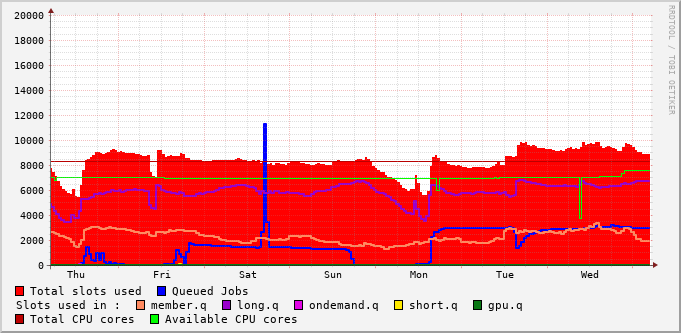 20000
18000
16000
14000
12000
10000
8000
6000
4000
2000
0
Thu Fri Sat Sun Mon Tue Wed
Total slots used Queued Jobs
Slots used in : member.q long.q ondemand.q short.q gpu.q
Total CPU cores Available CPU cores
RRDTOOL / TOBI OETIKER